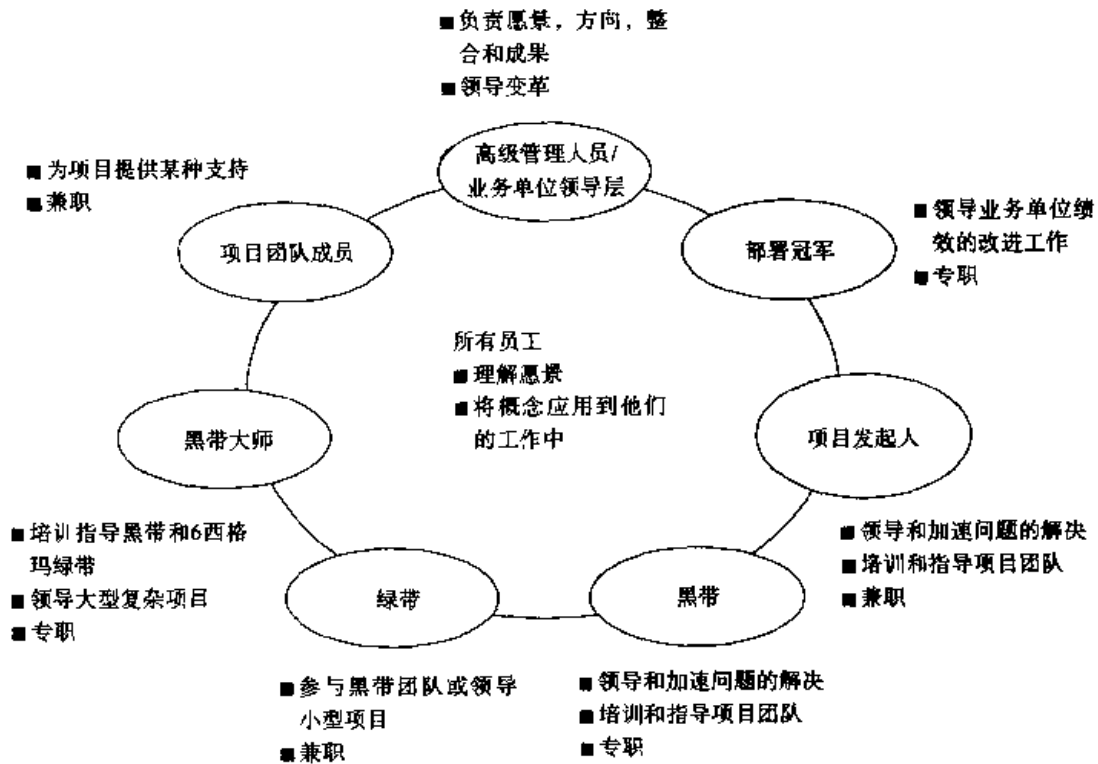 ■负责愿景，方向，整
合和成果
■领导变革
高级管理人员/
业务单位领导层
■为项目提供某种支持
■兼职
项目团队成员
部署冠军
■领导业务单位绩
效的改进工作
■专职
所有员工
■理解愿景
■将概念应用到他们
的工作中
黑带大师
项目发起人
■培训指导黑带和6西格
玛绿带
■领导大型复杂项目
■专职
■领导和加速问题的解决
■培训和指导项目团队
■兼职
绿带
黑带
■参与黑带团队或领导
小型项目
■兼职
■领导和加速问题的解决
■培训和指导项目团队
■专职